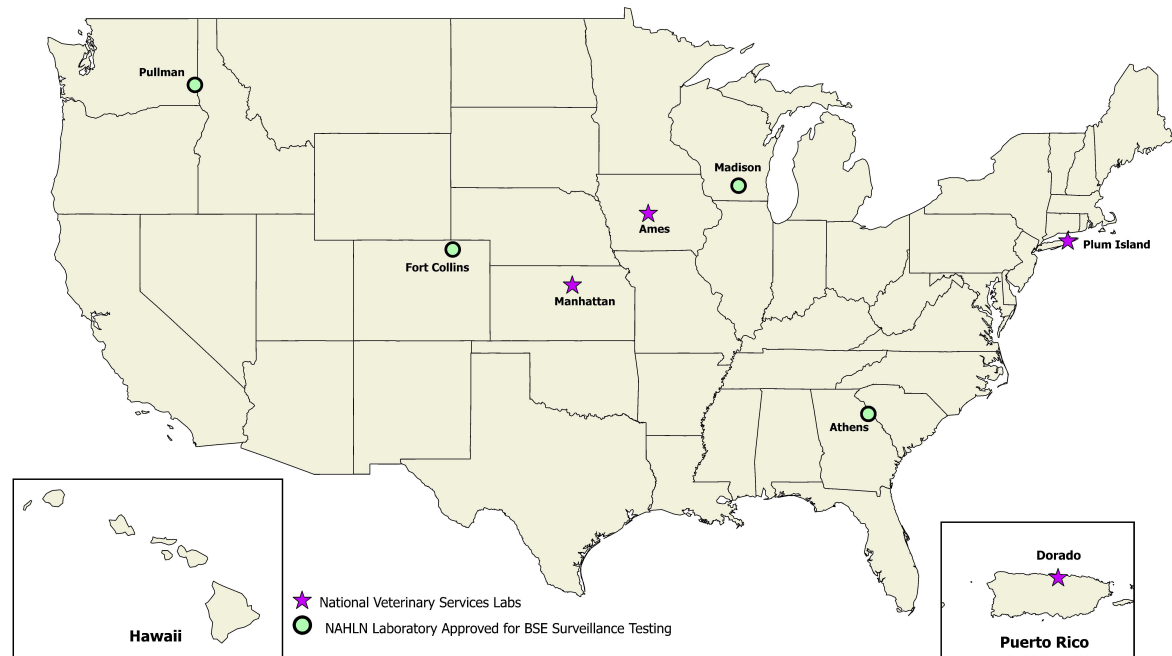 Pullman
Madison
Ames
Plum Island
Fort Collins
Manhattan
Athens
Dorado
National Veterinary Services Labs
NAHLN Laboratory Approved for BSE Surveillance Testing
Hawaii
Puerto Rico